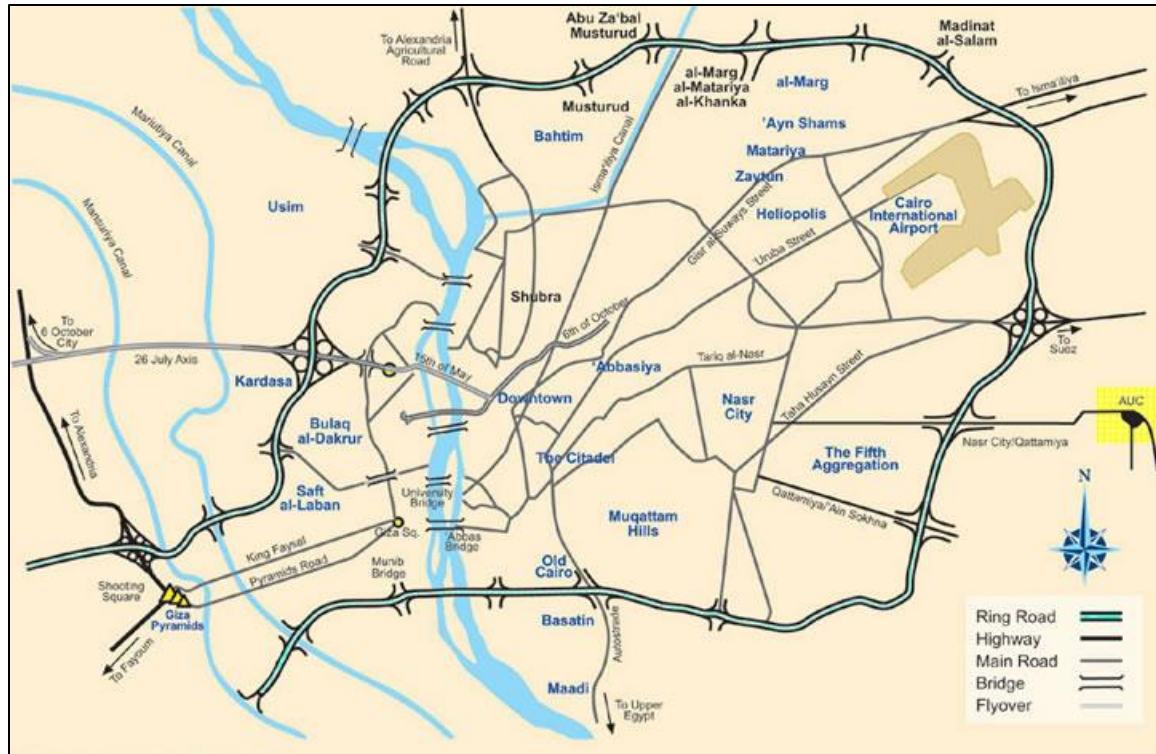 Abu Za'bal
Musturud
Madinat
al-Salam
To Alexandria
Agricultural
Road
al-Marg
al-Matariya
al-Khanka
al-Marg
To Isma'iliya
Musturud
Bahtim
Isma'iliya Canal
'Ayn Shams
Matariya
Zaytun
Mariutiya Canal
Mansuriya Canal
Usim
Heliopolis
Cairo
International
Airport
Gisr al-Suways Street
Uruba Street
Shubra
6th of October
To
6 October
City
26 July Axis
15th of May
To
Suez
Kardasa
'Abbasiya
Tariq al-Nasr
Downtown
Nasr
City
Taha Husayn Street
AUC
Nasr City/Qattamiya
Bulaq
al-Dakrur
To Alexandria
The Citadel
The Fifth
Aggregation
Saft
al-Laban
University
Bridge
Qattamiya/'Ain Sokhna
N
Muqattam
Hills
Giza Sq.
'Abbas
Bridge
King Faysal
Pyramids Road
Munib
Bridge
Old
Cairo
Shooting
Square
Giza
Pyramids
Basatin
Autostrade
To Fayoum
Maadi
To Upper
Egypt
Ring Road
Highway
Main Road
Bridge
Flyover